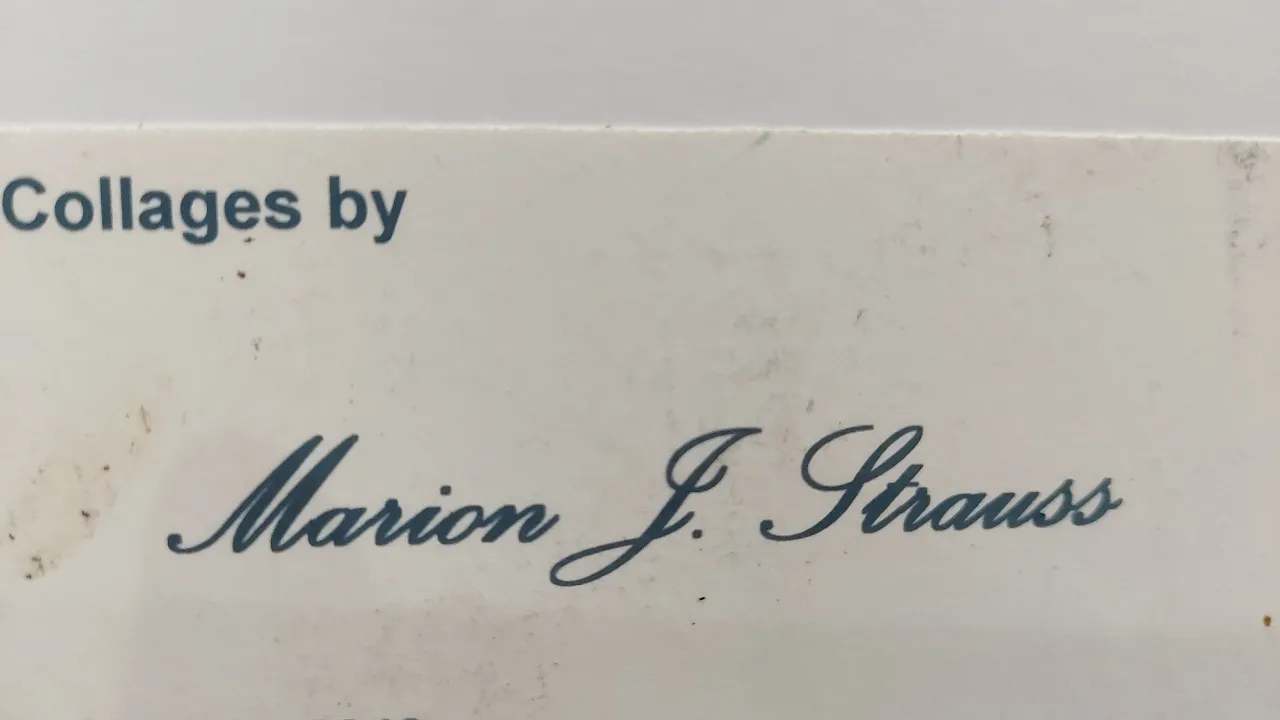 Collages by
Marion J. Strauss